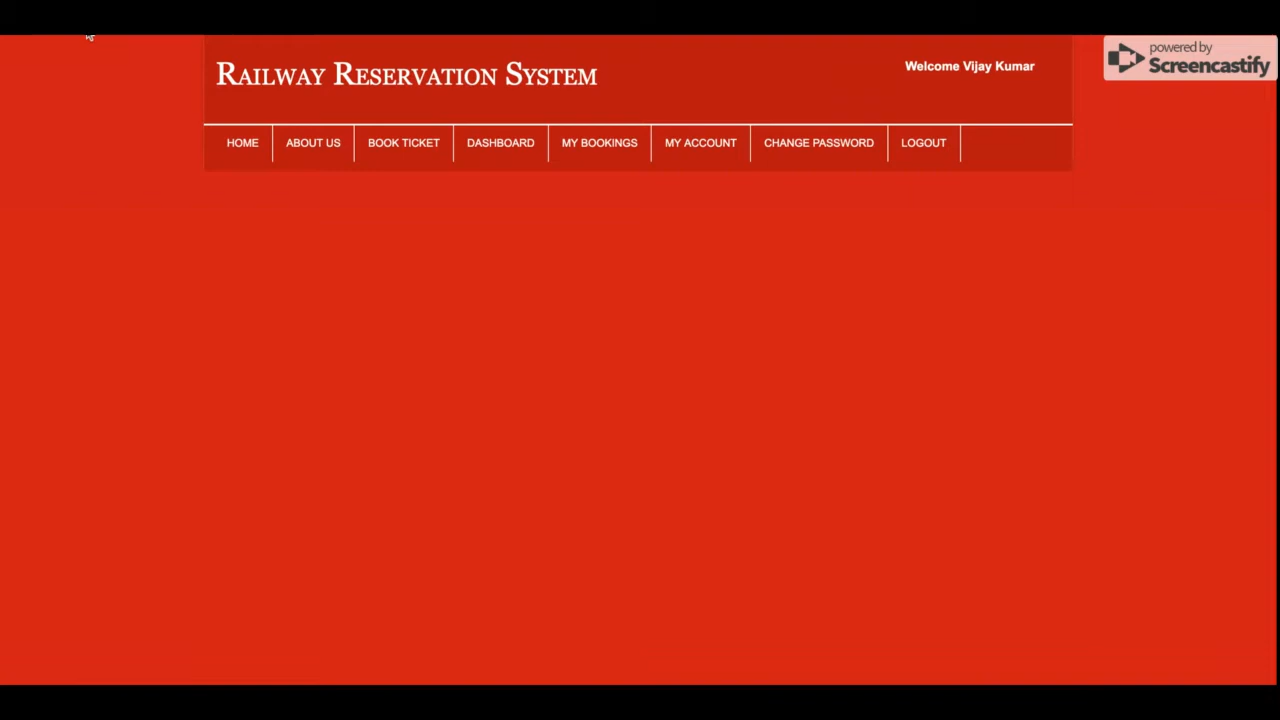 Railway Reservation System
Welcome Vijay Kumar
powered by
Screencastify
HOME ABOUT US BOOK TICKET DASHBOARD MY BOOKINGS MY ACCOUNT CHANGE PASSWORD LOGOUT